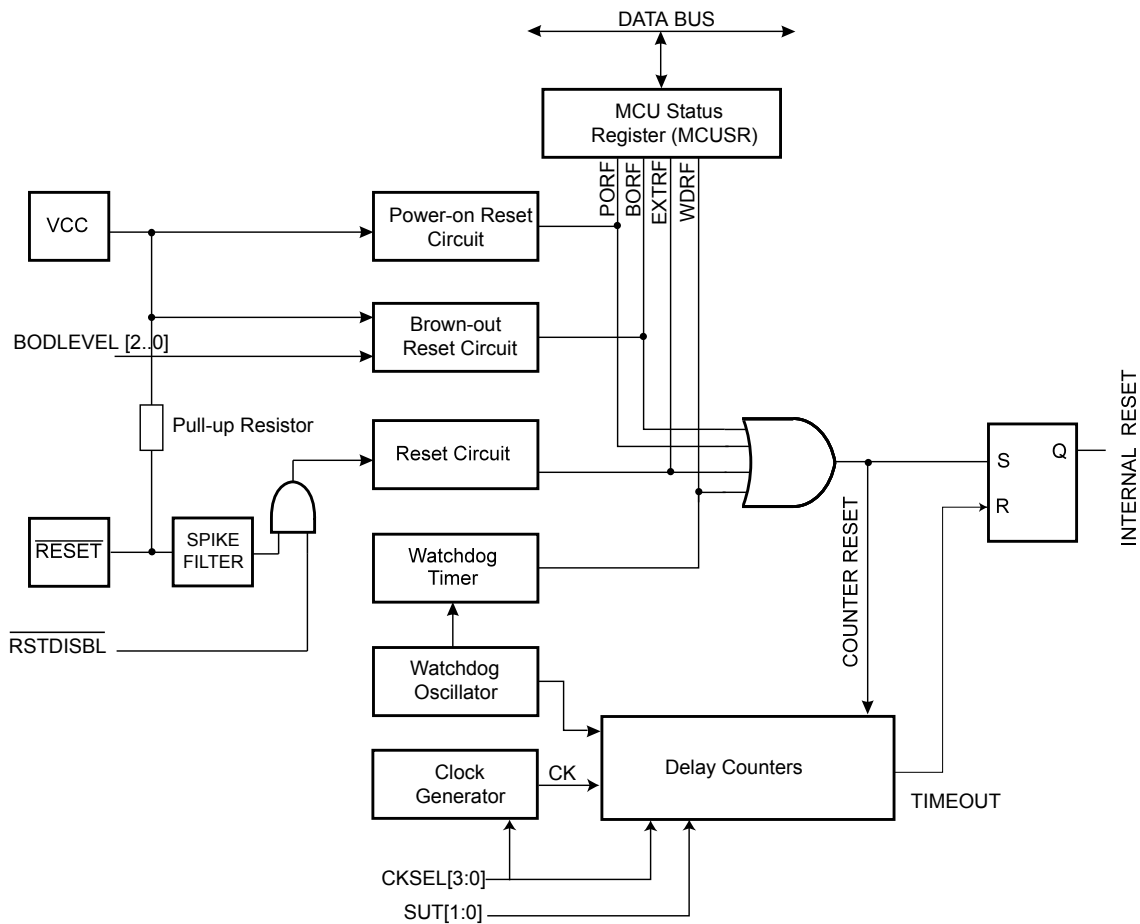 DATA BUS
MCU Status
Register (MCUSR)
PORF
BORF
EXTRF
WDRF
VCC
Power-on Reset
Circuit
Brown-out
Reset Circuit
BODLEVEL [2..0]
Pull-up Resistor
Reset Circuit
RESET
SPIKE
FILTER
RSTDISBL
Watchdog
Timer
Watchdog
Oscillator
Clock
Generator
CK
Delay Counters
CKSEL[3:0]
SUT[1:0]
COUNTER RESET
TIMEOUT
S
R
Q
INTERNAL RESET